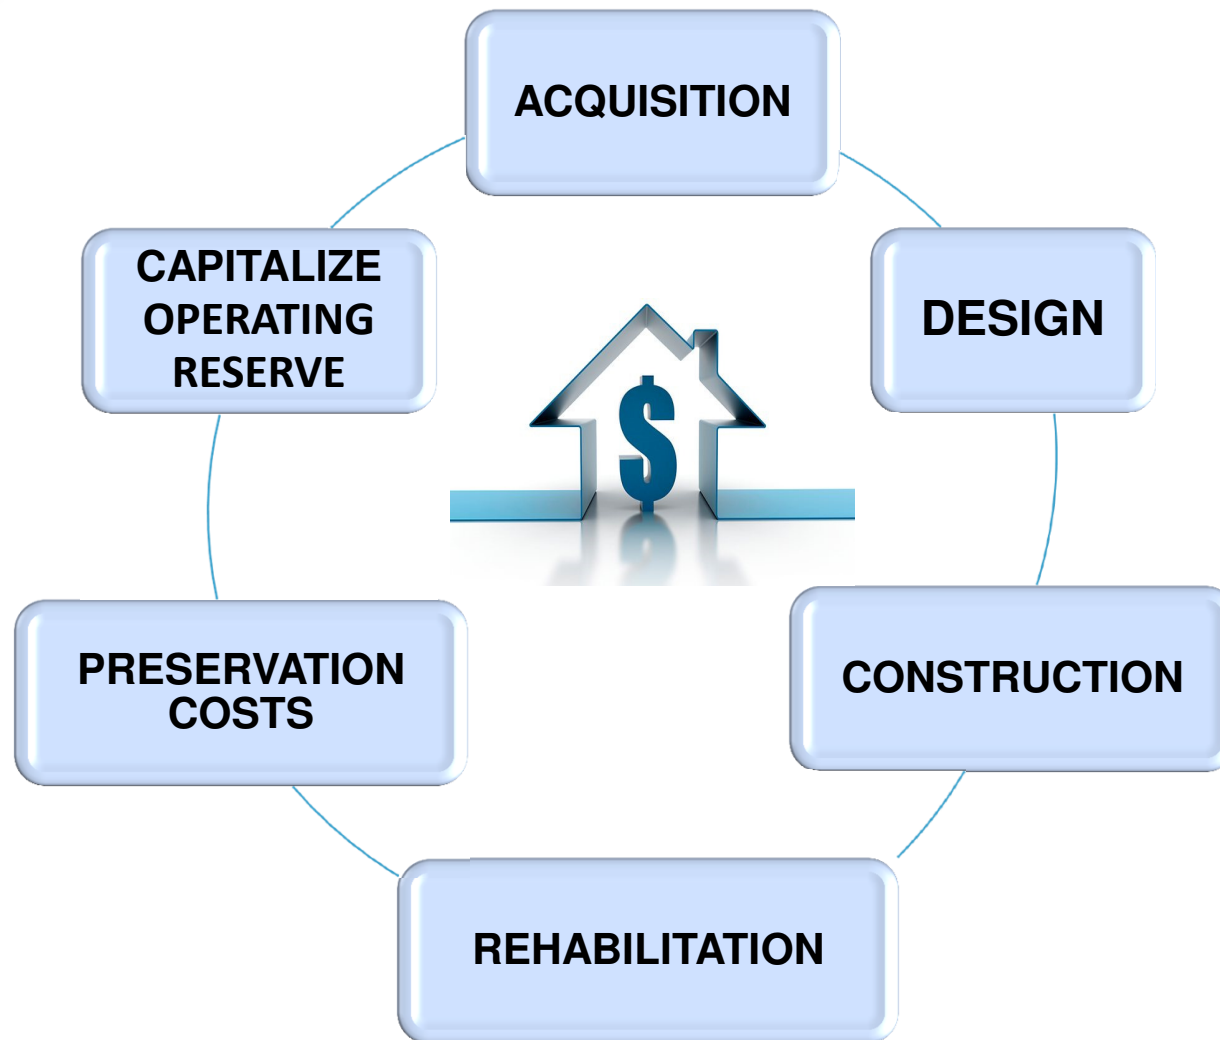 ACQUISITION
DESIGN
CONSTRUCTION
REHABILITATION
PRESERVATION
COSTS
CAPITALIZE
OPERATING
RESERVE
$